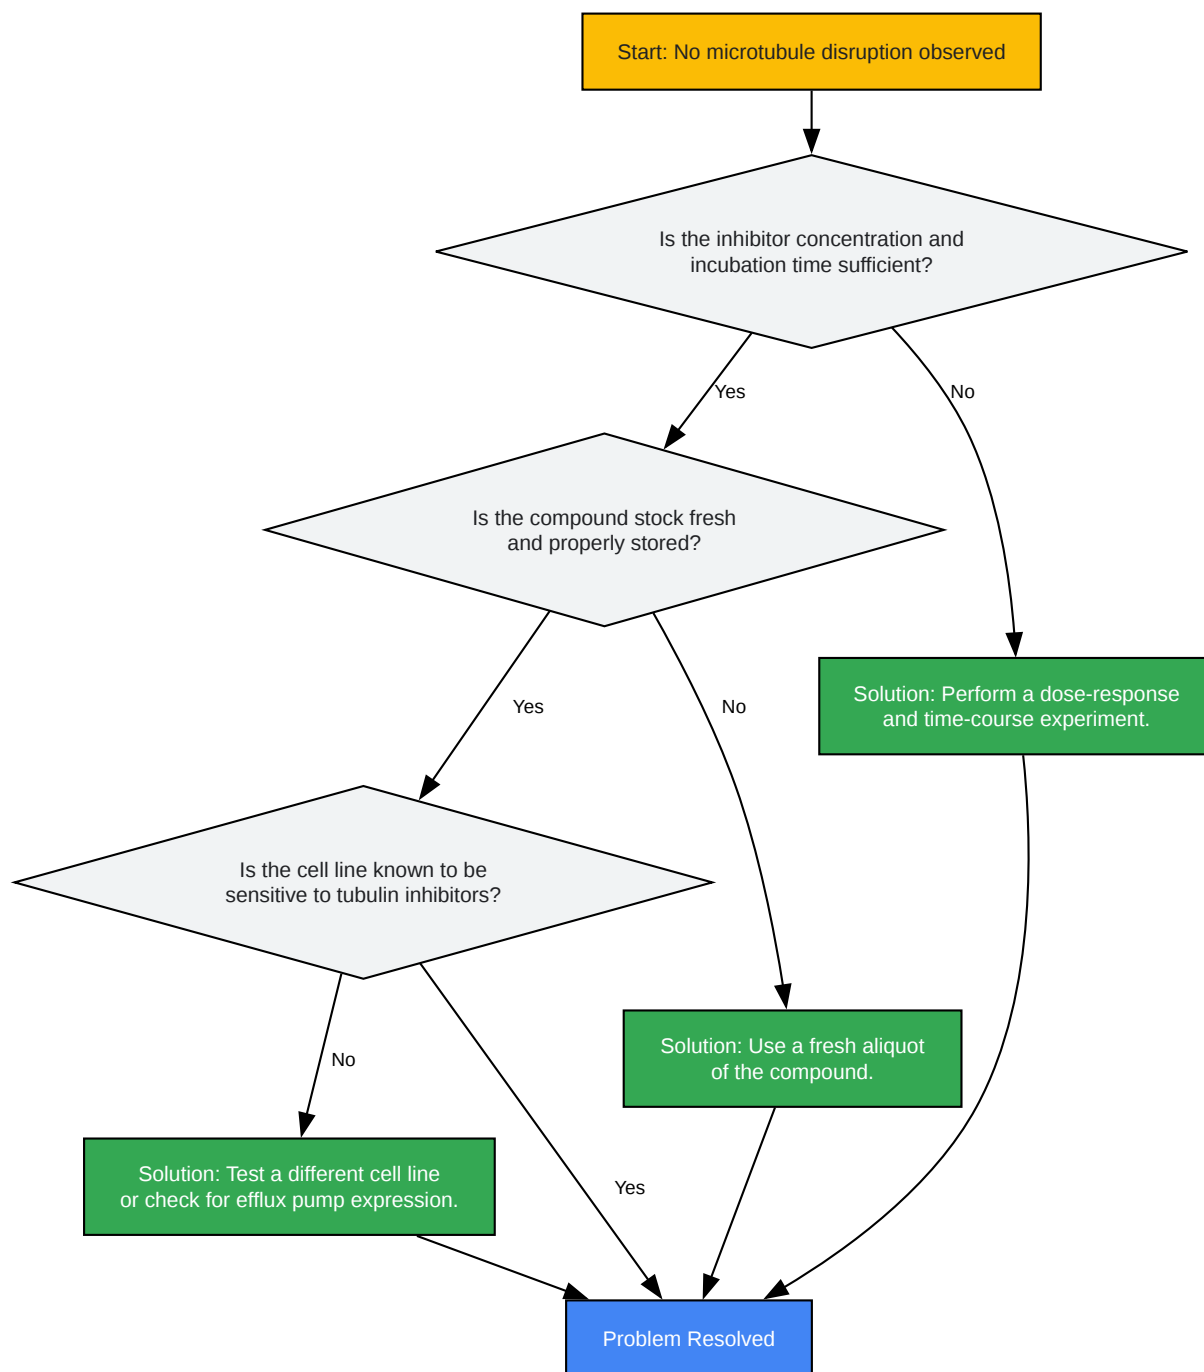 Start: No microtubule disruption observed
Is the inhibitor concentration and
incubation time sufficient?
Yes
No
Is the compound stock fresh
and properly stored?
Yes
No
Solution: Perform a dose-response
and time-course experiment.
Is the cell line known to be
sensitive to tubulin inhibitors?
No
Yes
Solution: Use a fresh aliquot
of the compound.
Solution: Test a different cell line
or check for efflux pump expression.
Problem Resolved